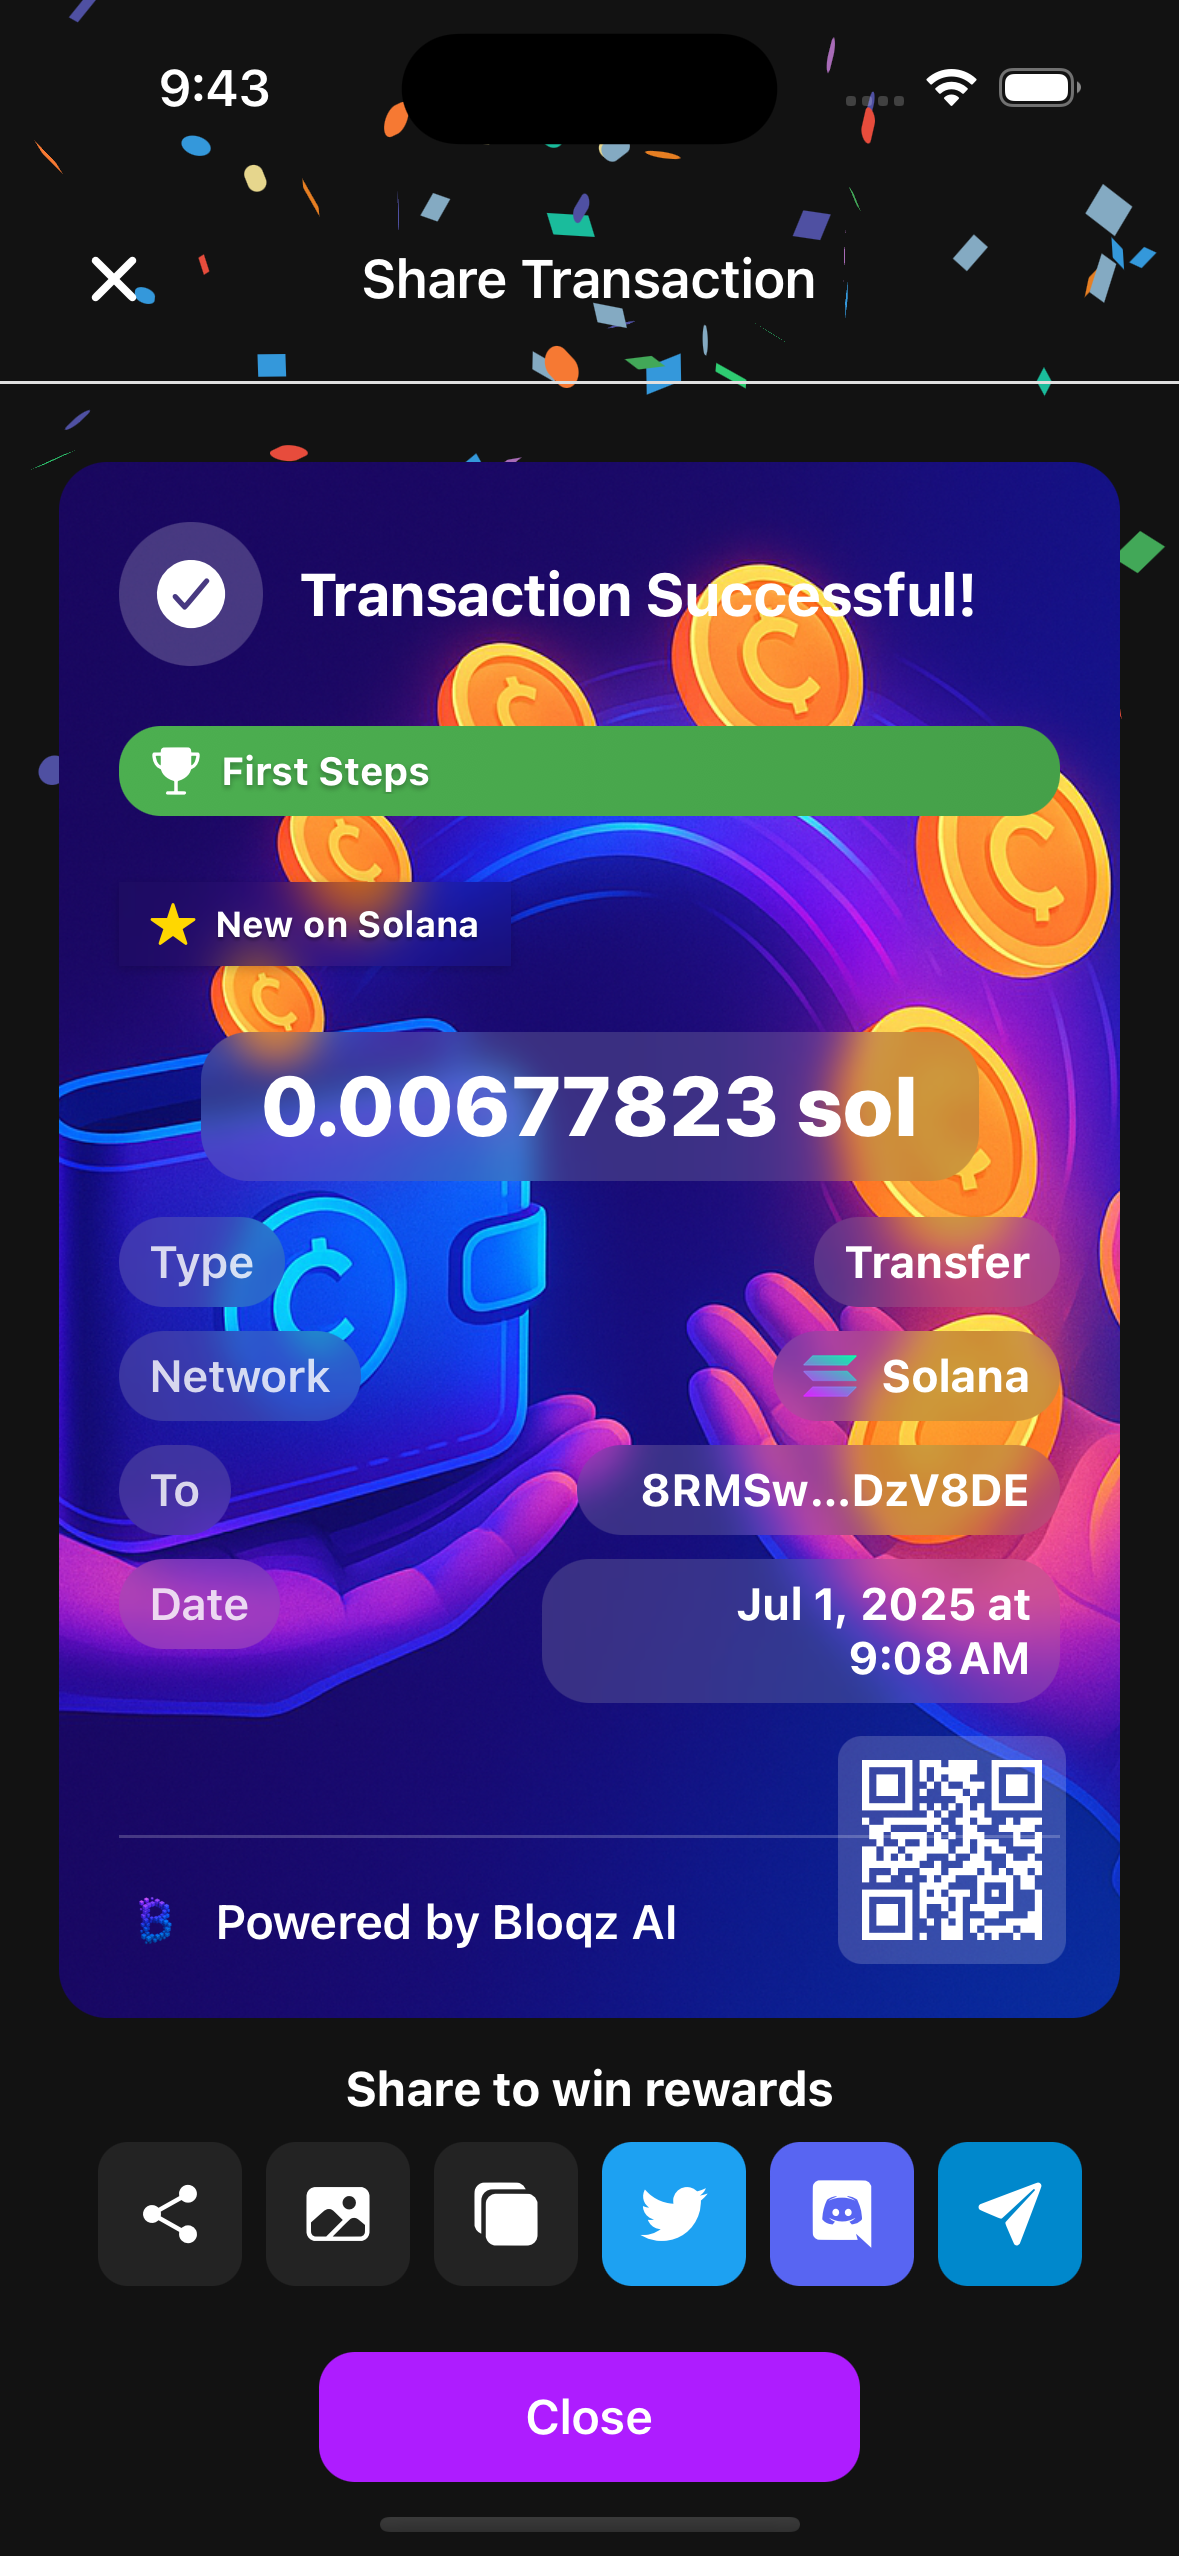 9:43
Share Transaction
Transaction Successful!
First Steps
New on Solana
0.00677823 sol
Type
Transfer
Network
Solana
To
8RMSw...DzV8DE
Date
Jul 1, 2025 at
9:08 AM
Powered by Bloqz AI
Share to win rewards
Close